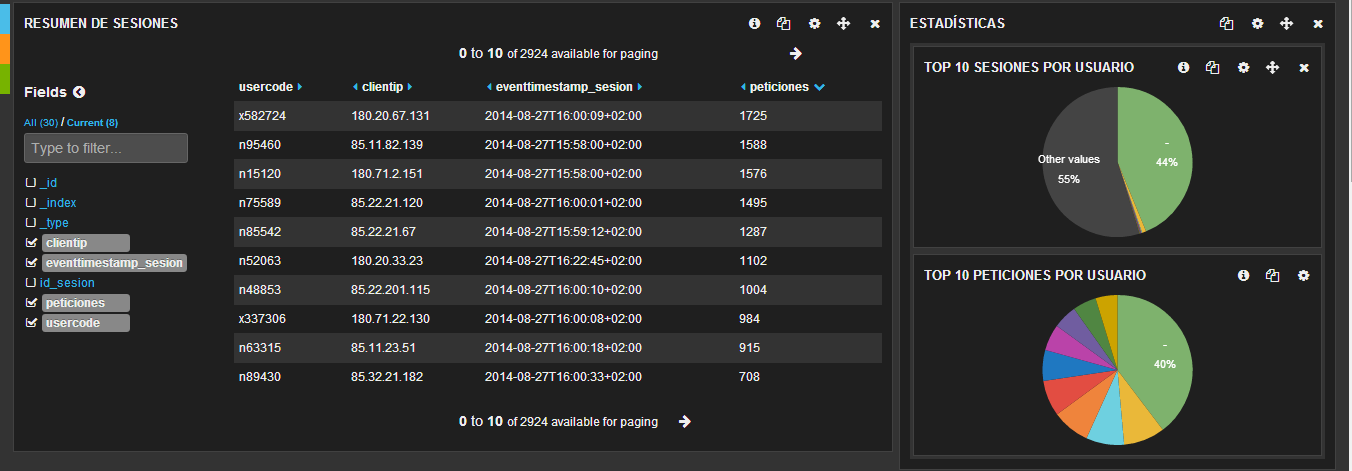 RESUMEN DE SESIONES
0 to 10 of 2924 available for paging
Fields
All (30) / Current (8)
Type to filter...
_id
_index
_type
clientip
eventtimestamp_sesion
id_sesion
peticiones
usercode
usercode clientip eventtimestamp_sesion peticiones
x582724 180.20.67.131 2014-08-27T16:00:09+02:00 1725
n95460 85.11.82.139 2014-08-27T15:58:00+02:00 1588
n15120 180.71.2.151 2014-08-27T15:58:00+02:00 1576
n75589 85.22.21.120 2014-08-27T16:00:01+02:00 1495
n85542 85.22.21.67 2014-08-27T15:59:12+02:00 1287
n52063 180.20.33.23 2014-08-27T16:22:45+02:00 1102
n48853 85.22.201.115 2014-08-27T16:00:10+02:00 1004
x337306 180.71.22.130 2014-08-27T16:00:08+02:00 984
n63315 85.11.23.51 2014-08-27T16:00:18+02:00 915
n89430 85.32.21.182 2014-08-27T16:00:33+02:00 708
0 to 10 of 2924 available for paging
ESTADÍSTICAS
TOP 10 SESIONES POR USUARIO
-
44%
Other values
55%
TOP 10 PETICIONES POR USUARIO
-
40%